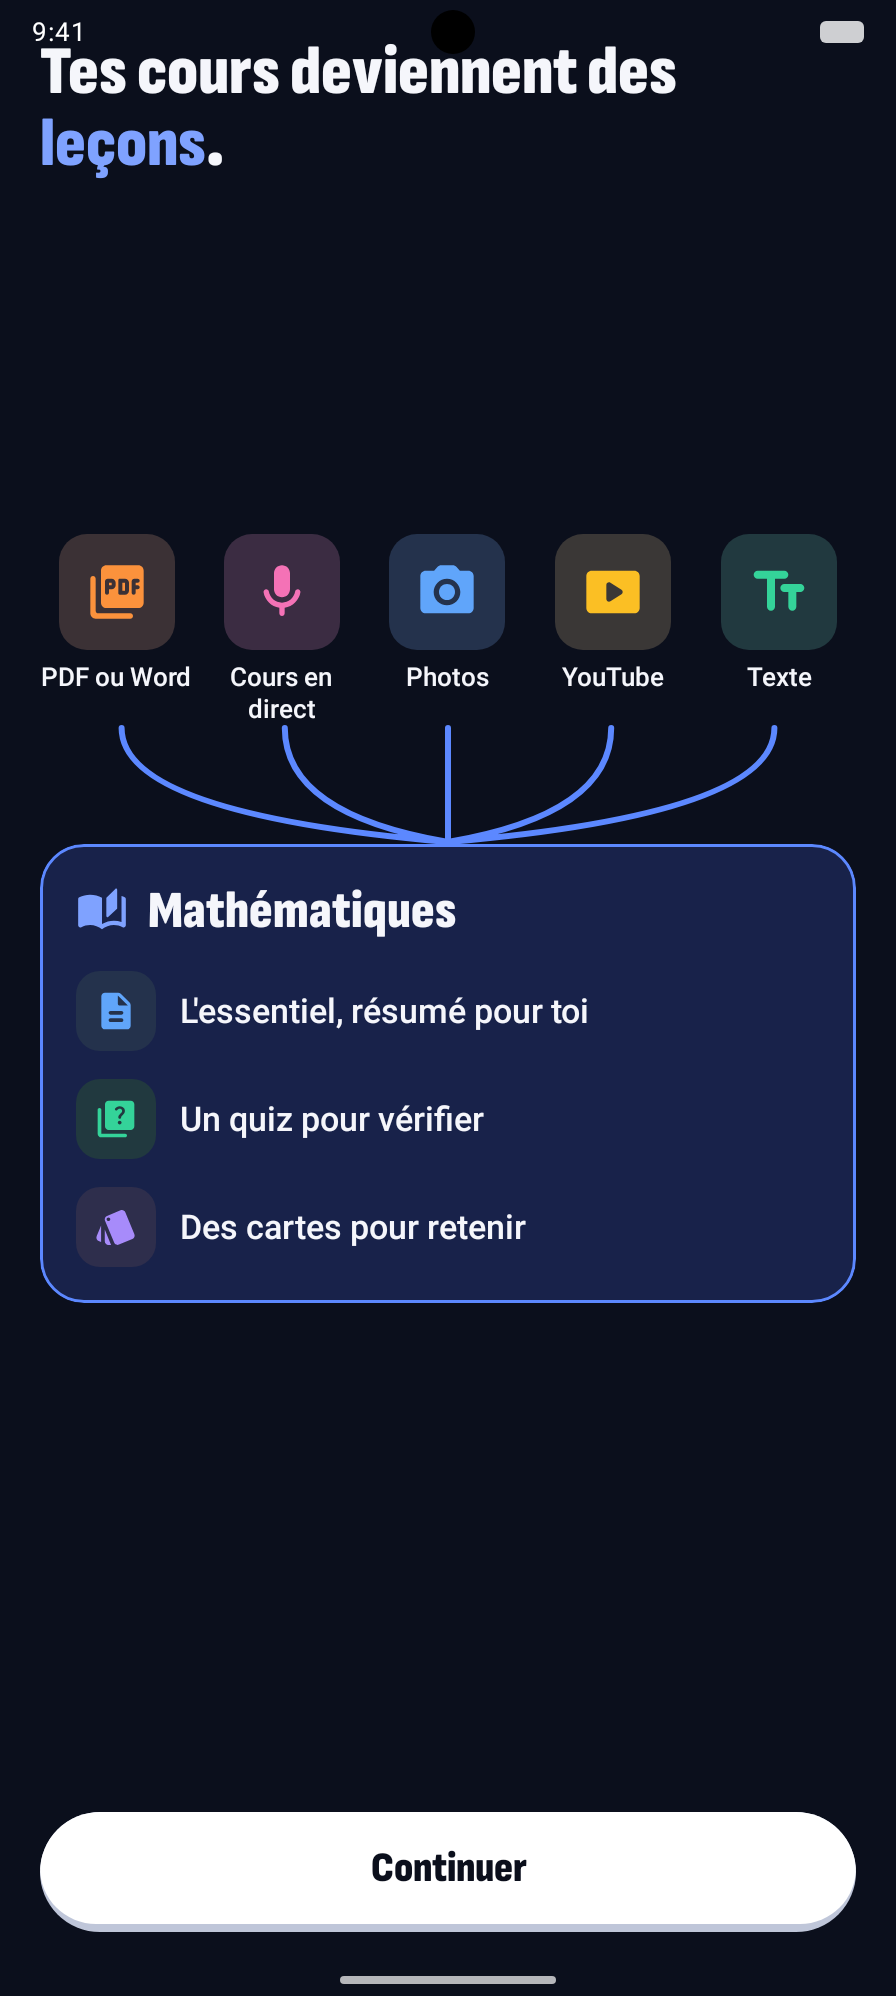 9:41
Tes cours deviennent des
leçons.
PDF
PDF ou Word
Cours en
direct
Photos
YouTube
Tt
Texte
Mathématiques
L'essentiel, résumé pour toi
?
Un quiz pour vérifier
Des cartes pour retenir
Continuer